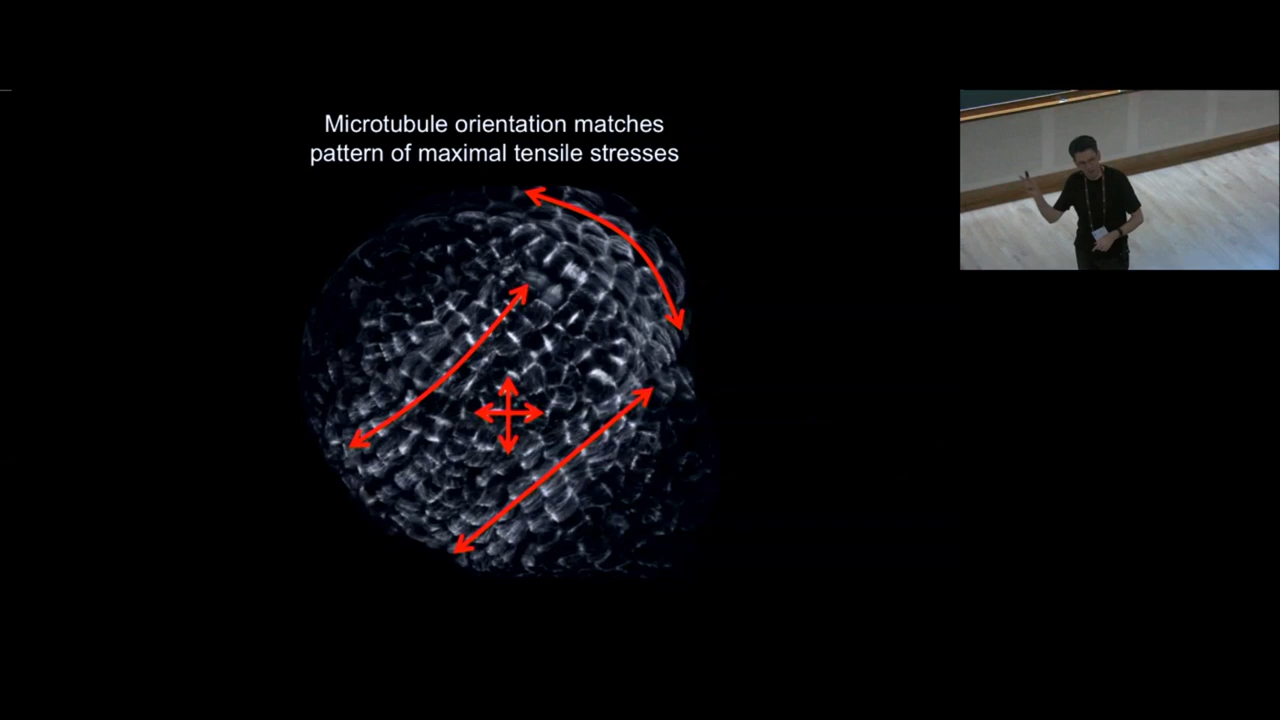 Microtubule orientation matches
pattern of maximal tensile stresses